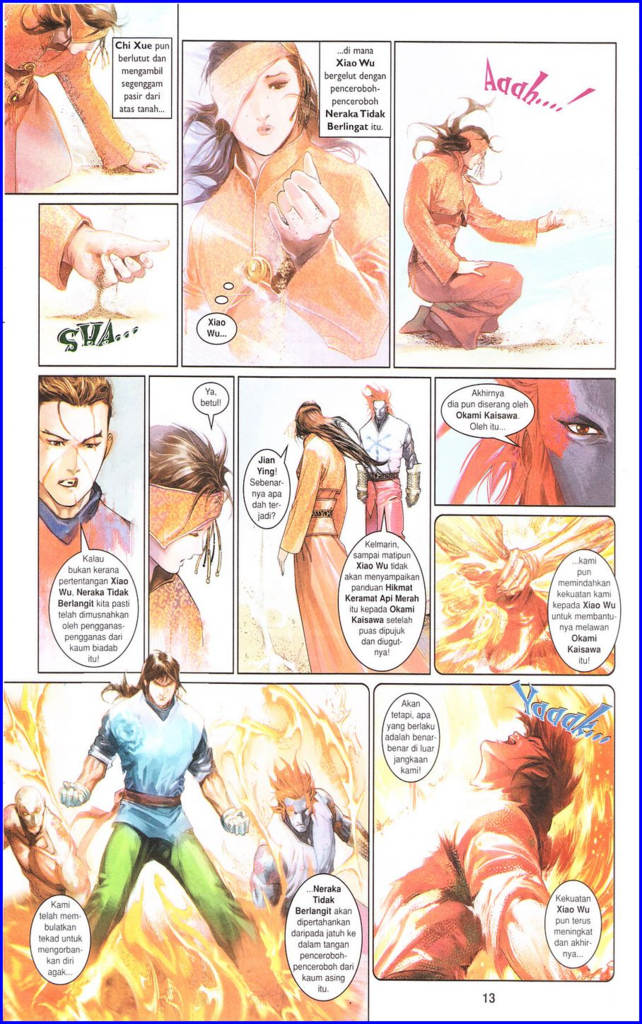 Chi Xue pun
berlutut dan
mengambil
segenggam
pasir dari
atas tanah...
...di mana
Xiao Wu
bergelut dengan
penceroboh-
penceroboh
Neraka Tidak
Berlingat itu.
Xiao
Wu...
Aaah....!
SHA...
Kalau
bukan kerana
pertentangan Xiao
Wu. Neraka Tidak
Berlangit kita pasti
telah dimusnahkan
oleh pengganas-
pengganas dari
kaum biadab
itu!
Ya,
betul!
Jian
Ying!
Sebenar-
nya apa
dah ter-
jadi?
Kelmarin,
sampai matipun
Xiao Wu tidak
akan menyampaikan
panduan Hikmat
Keramat Api Merah
itu kepada Okami
Kaisawa setelah
puas dipujuk
dan diugut-
nya!
Akhirnya
dia pun diserang oleh
Okami Kaisawa.
Oleh itu...
...kami
pun
memindahkan
kekuatan kami
kepada Xiao Wu
untuk membantu-
nya melawan
Okami
Kaisawa
itu!
Kami
telah mem-
bulatkan
tekad untuk
mengorban-
kan diri
agak...
...Neraka
Tidak
Berlangit akan
dipertahankan
daripada jatuh ke
dalam tangan
penceroboh-
penceroboh dari
kaum asing
itu.
Akan
tetapi, apa
yang berlaku
adalah benar-
benar di luar
jangkaan
kami!
Yaaak...
Kekuatan
Xiao Wu
pun terus
meningkat
dan akhir-
nya...
13